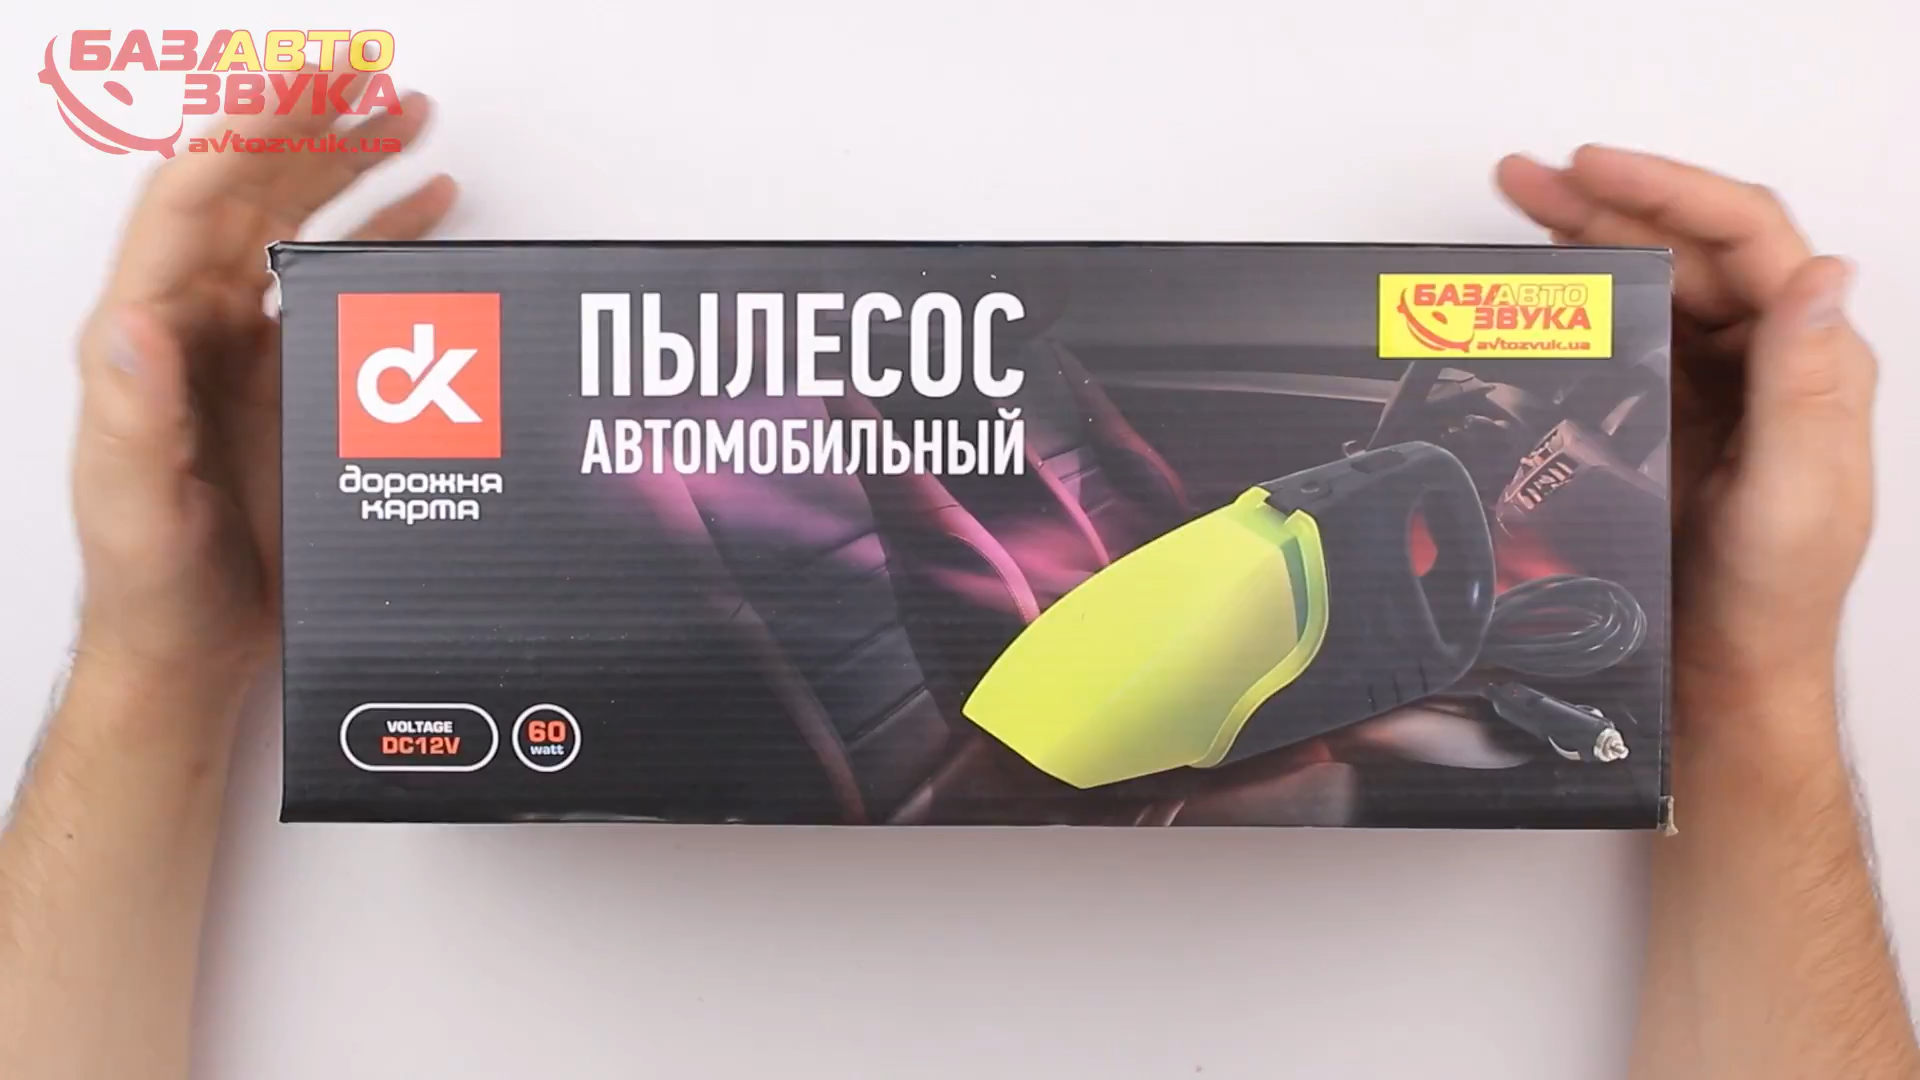 БАЗА АВТО
ЗВУКА
avtozvuk.ua
dk
дорожня
карта
ПЫЛЕСОС
АВТОМОБИЛЬНЫЙ
БАЗА АВТО
ЗВУКА
avtozvuk.ua
VOLTAGE
DC12V
60
watt